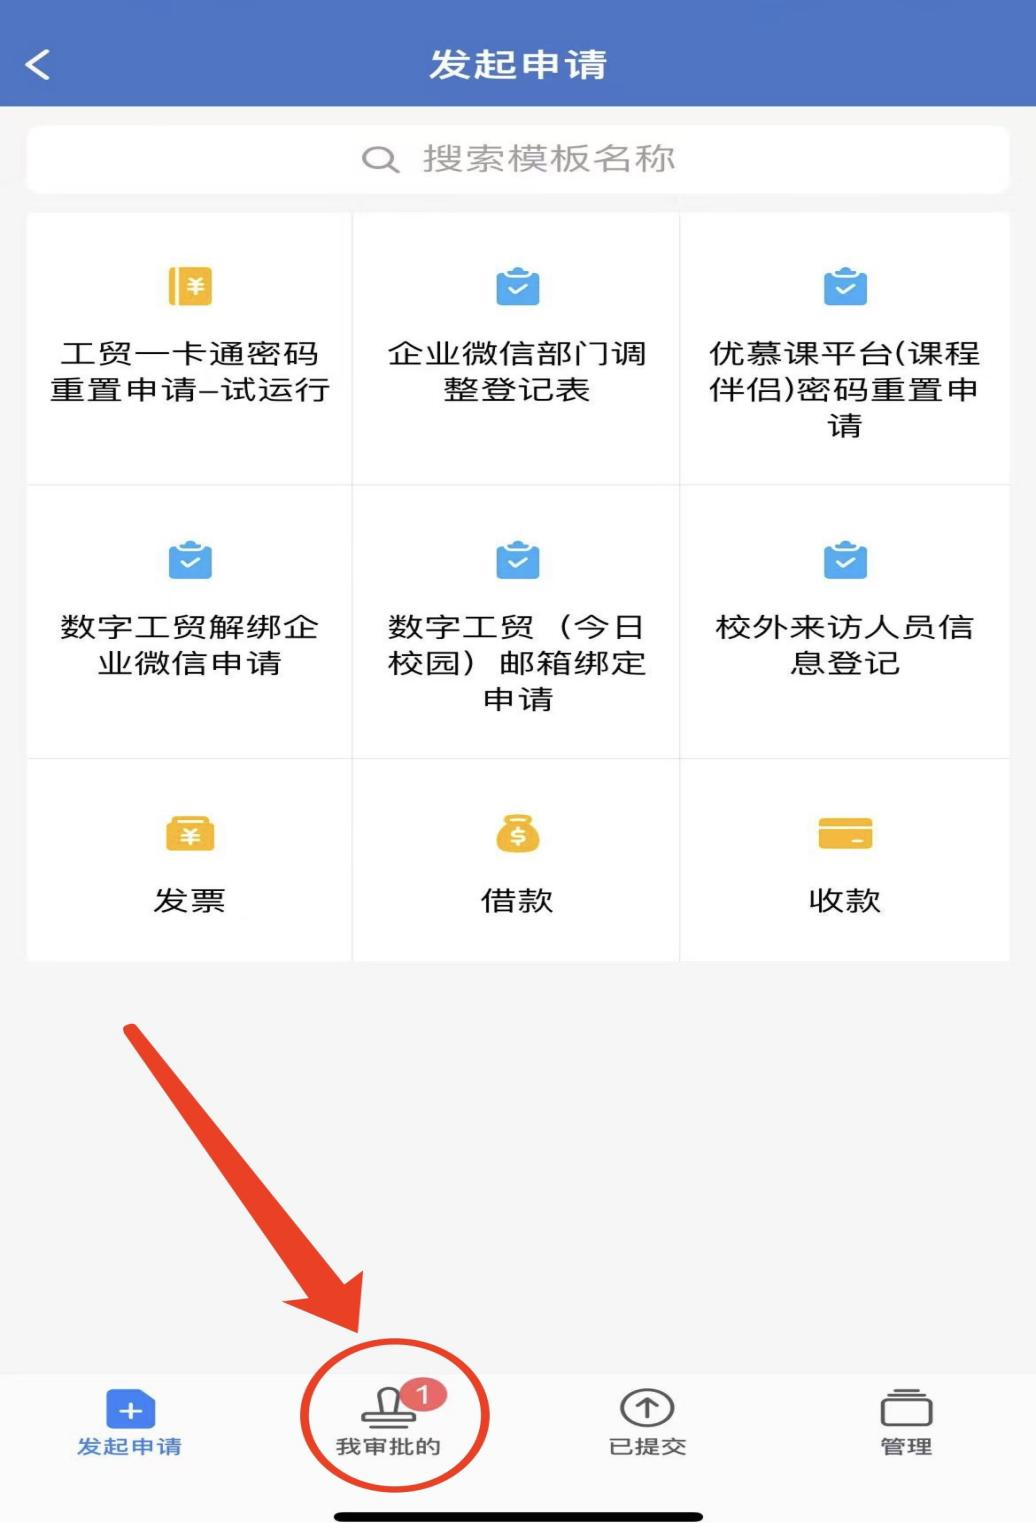 发起申请
搜索模板名称
工贸一卡通密码
重置申请-试运行
企业微信部门调
整登记表
优慕课平台(课程
伴侣)密码重置申
请
数字工贸解绑企
业微信申请
数字工贸（今日
校园）邮箱绑定
申请
校外来访人员信
息登记
发票
借款
收款
1
发起申请
我审批的
已提交
管理